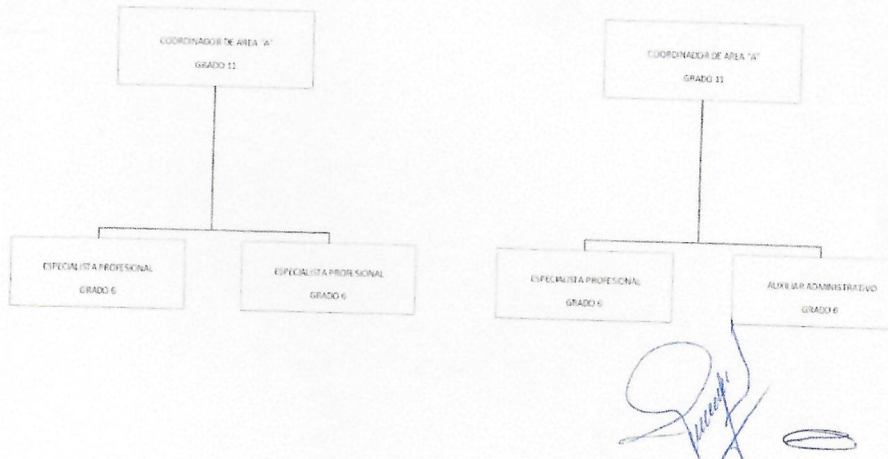 COORDINADOR DE AREA "A"
GRADO 11
COORDINADOR DE AREA "A"
GRADO 11
ESPECIALISTA PROFESIONAL
GRADO 6
ESPECIALISTA PROFESIONAL
GRADO 6
ESPECIALISTA PROFESIONAL
GRADO 6
AUXILIAR ADMINISTRATIVO
GRADO 6